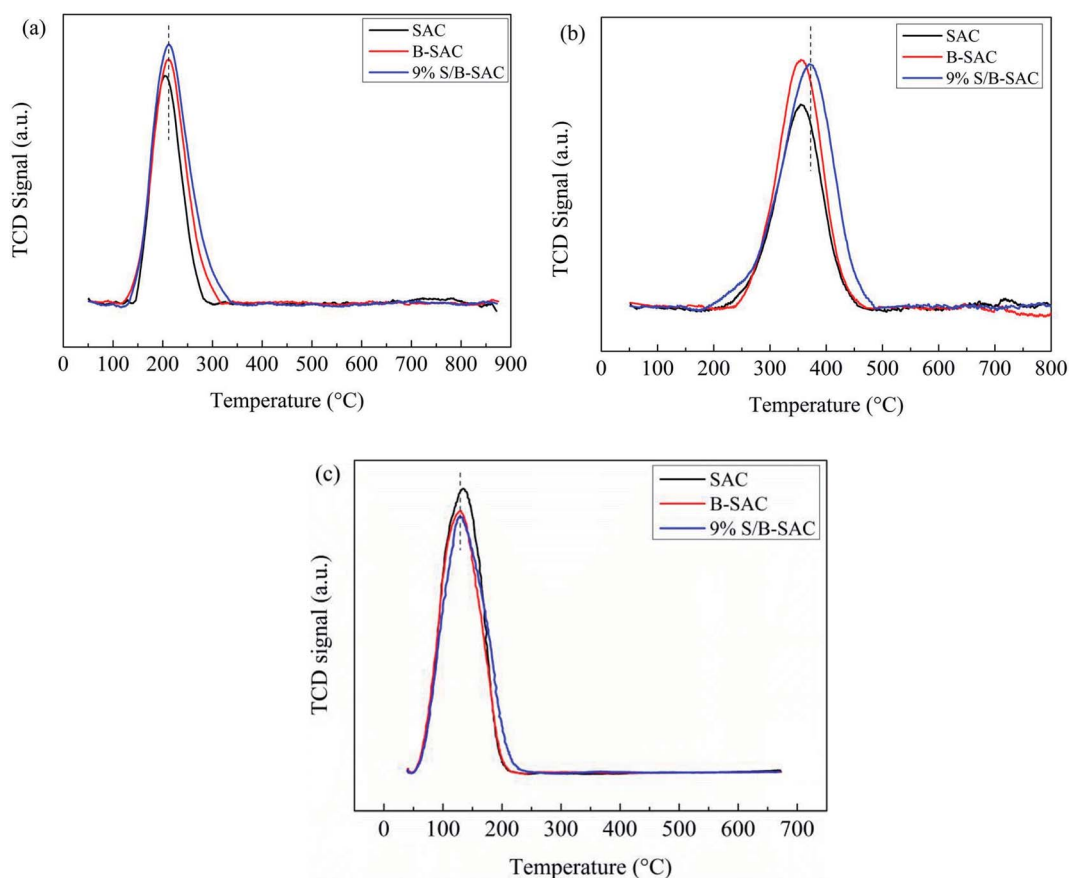 (a)
SAC
B-SAC
9% S/B-SAC
TCD Signal (a.u.)
0 100 200 300 400 500 600 700 800 900
Temperature (°C)
(b)
SAC
B-SAC
9% S/B-SAC
TCD Signal (a.u.)
0 100 200 300 400 500 600 700 800
Temperature (°C)
(c)
SAC
B-SAC
9% S/B-SAC
TCD signal (a.u.)
0 100 200 300 400 500 600 700
Temperature (°C)